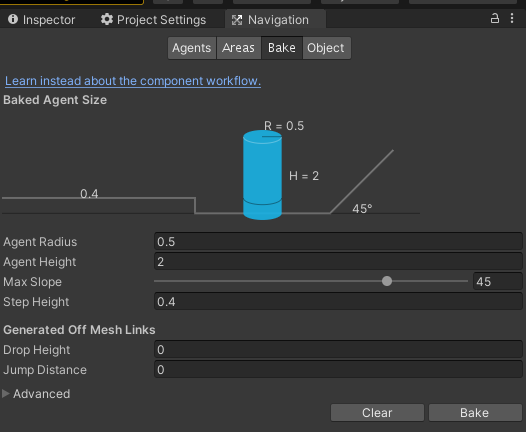 Inspector Project Settings Navigation
Agents Areas Bake Object
Learn instead about the component workflow.
Baked Agent Size
R = 0.5
H = 2
0.4
45°
Agent Radius 0.5
Agent Height 2
Max Slope 45
Step Height 0.4
Generated Off Mesh Links
Drop Height 0
Jump Distance 0
Advanced
Clear Bake